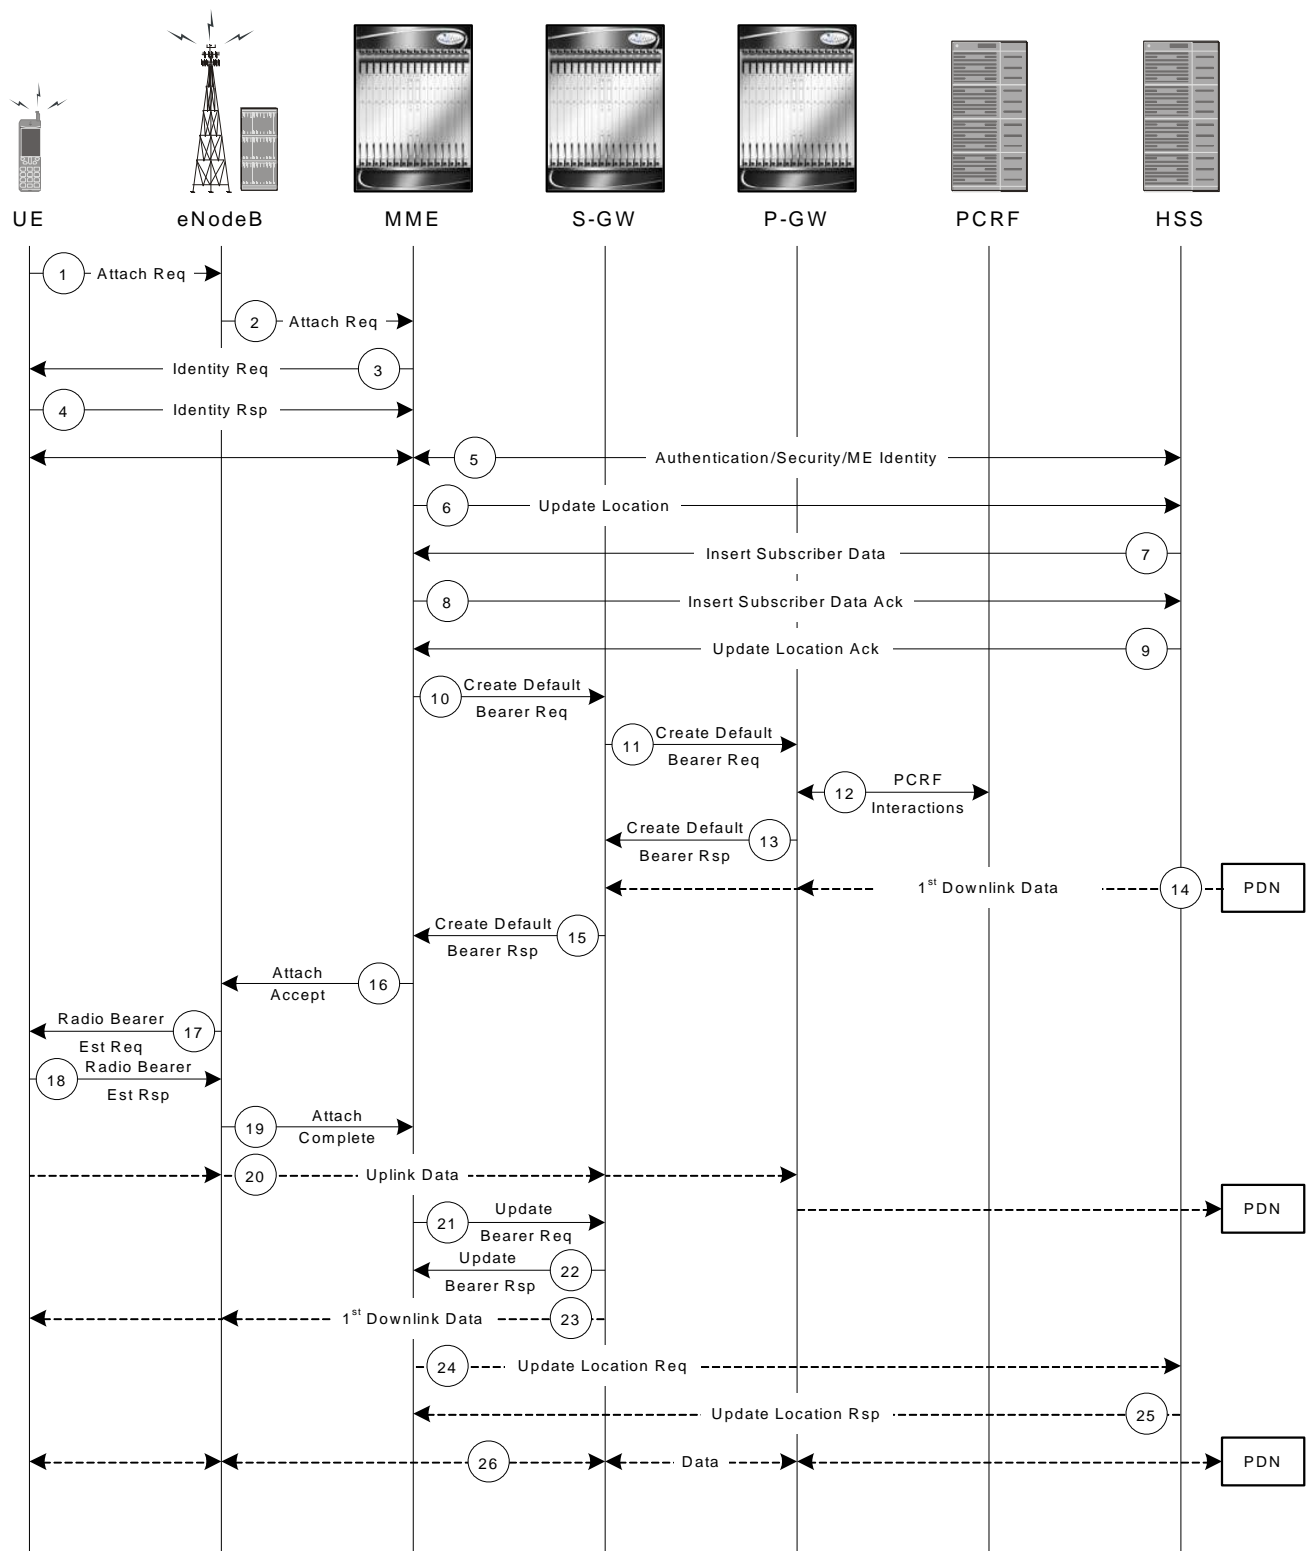 UE
eNodeB
MME
S-GW
P-GW
PCRF
HSS
1 Attach Req
2 Attach Req
Identity Req 3
4 Identity Rsp
5 Authentication/Security/ME Identity
6 Update Location
Insert Subscriber Data 7
8 Insert Subscriber Data Ack
Update Location Ack 9
10 Create Default
Bearer Req
11 Create Default
Bearer Req
12 PCRF
Interactions
Create Default 13
Bearer Rsp
1st Downlink Data 14 PDN
Create Default 15
Bearer Rsp
Attach 16
Accept
Radio Bearer 17
Est Req
18 Radio Bearer
Est Rsp
19 Attach
Complete
20 Uplink Data
PDN
21 Update
Bearer Req
Update 22
Bearer Rsp
1st Downlink Data 23
24 Update Location Req
Update Location Rsp 25
26 Data PDN